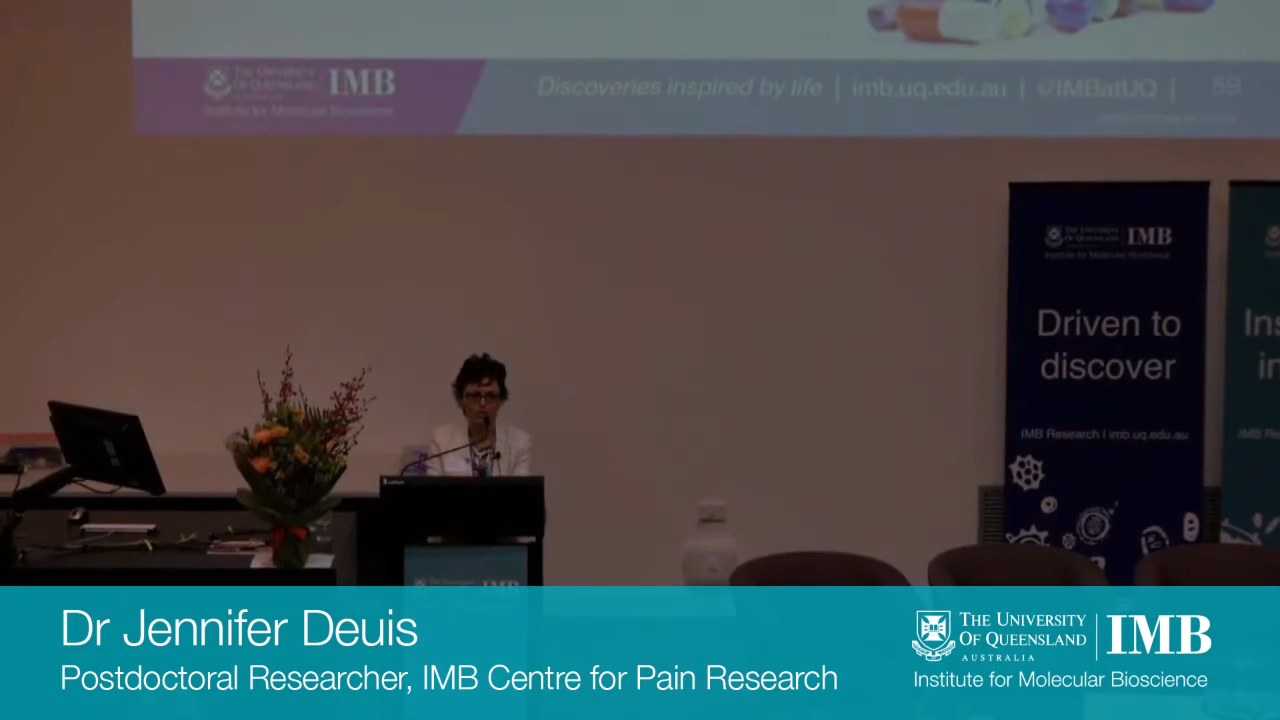 THE UNIVERSITY
OF QUEENSLAND
IMB
Institute for Molecular Bioscience
Discoveries inspired by life | imb.uq.edu.au | @IMBatUQ | 59
THE UNIVERSITY
OF QUEENSLAND
IMB
Institute for Molecular Bioscience
Driven to
discover
IMB Research | imb.uq.edu.au
IMB
Dr Jennifer Deuis
Postdoctoral Researcher, IMB Centre for Pain Research
THE UNIVERSITY
OF QUEENSLAND
AUSTRALIA
IMB
Institute for Molecular Bioscience